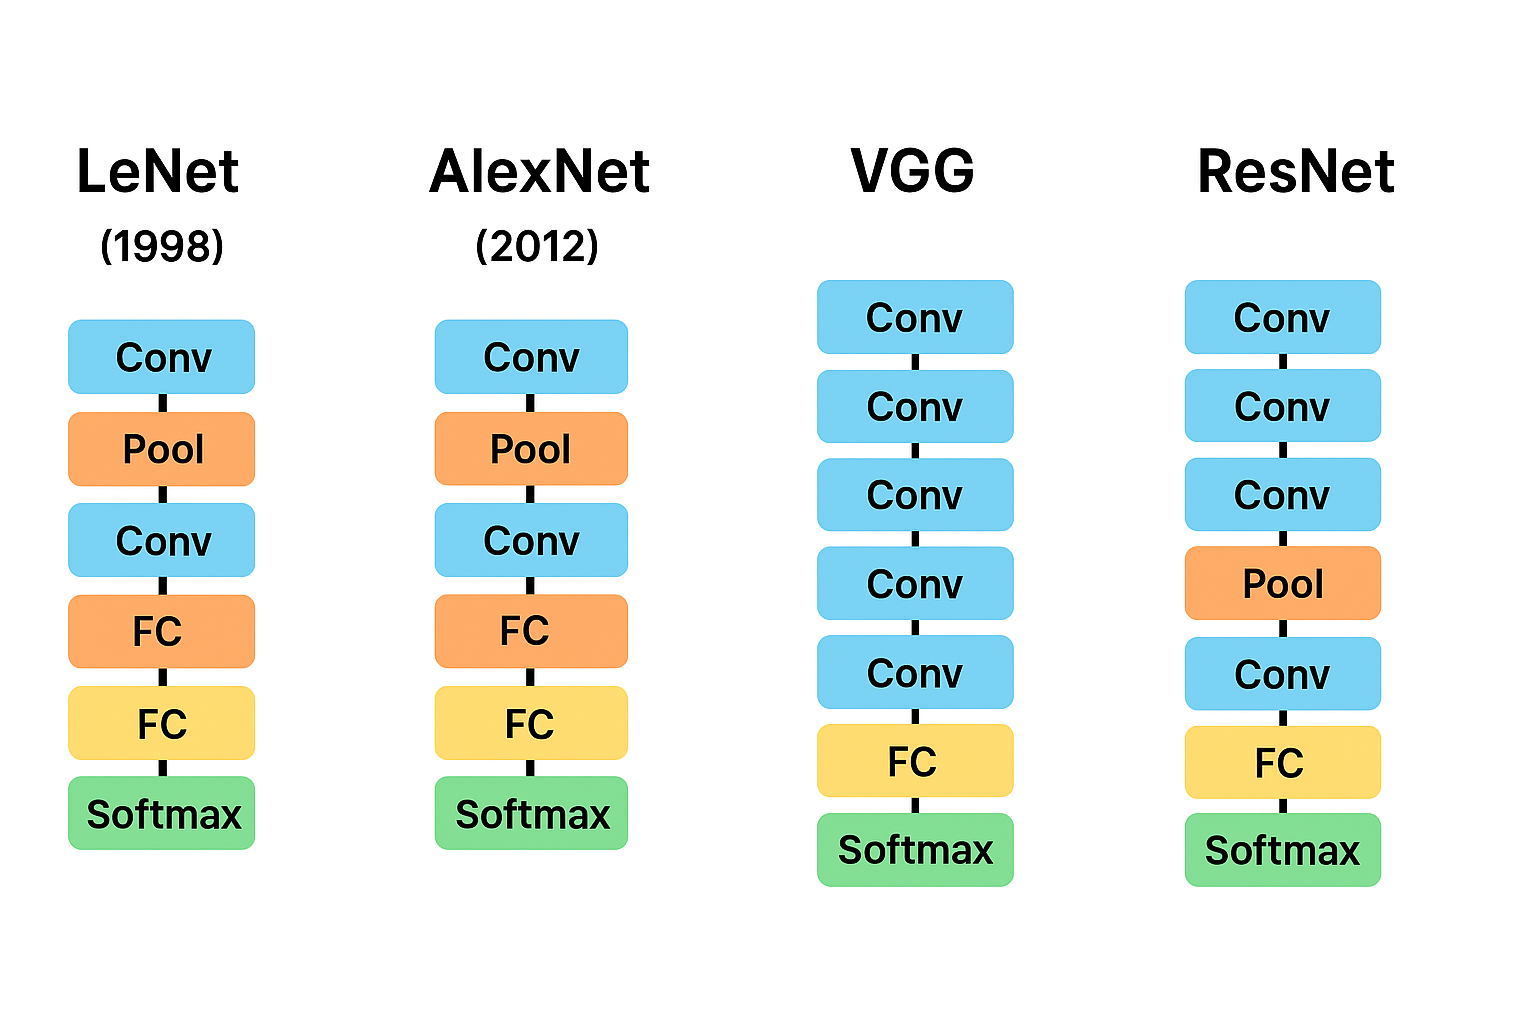 LeNet
(1998)
Conv
Pool
Conv
FC
FC
Softmax
AlexNet
(2012)
Conv
Pool
Conv
FC
FC
Softmax
VGG
Conv
Conv
Conv
Conv
Conv
FC
Softmax
ResNet
Conv
Conv
Conv
Pool
Conv
FC
Softmax